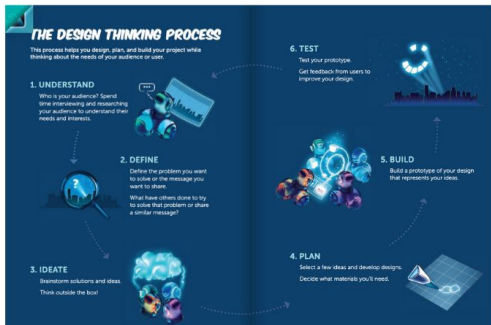 THE DESIGN THINKING PROCESS
This process helps you design, plan, and build your project while
thinking about the needs of your audience or user.
1. UNDERSTAND
Who is your audience? Spend
time interviewing and researching
your audience to understand their
needs and interests.
2. DEFINE
Define the problem you want
to solve or the message you
want to share.
What have others done to try
to solve that problem or share
a similar message?
?
3. IDEATE
Brainstorm solutions and ideas.
Think outside the box!
4. PLAN
Select a few ideas and develop designs.
Decide what materials you'll need.
5. BUILD
Build a prototype of your design
that represents your ideas.
6. TEST
Test your prototype.
Get feedback from users to
improve your design.